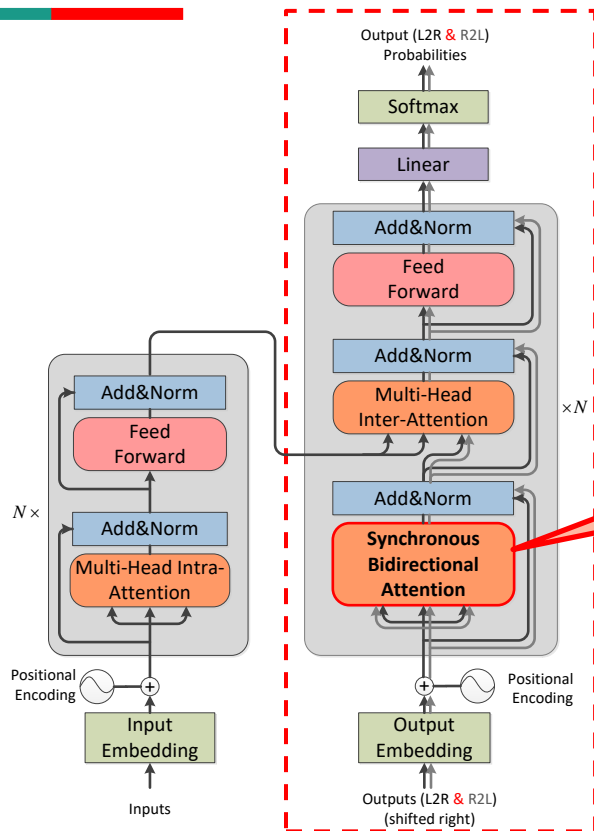 Output (L2R & R2L)
Probabilities
Softmax
Linear
Add&Norm
Feed
Forward
Add&Norm
Multi-Head
Inter-Attention
×N
Add&Norm
Synchronous
Bidirectional
Attention
Positional
Encoding
Output
Embedding
Outputs (L2R & R2L)
(shifted right)
Add&Norm
Feed
Forward
N×
Add&Norm
Multi-Head Intra-
Attention
Positional
Encoding
Input
Embedding
Inputs